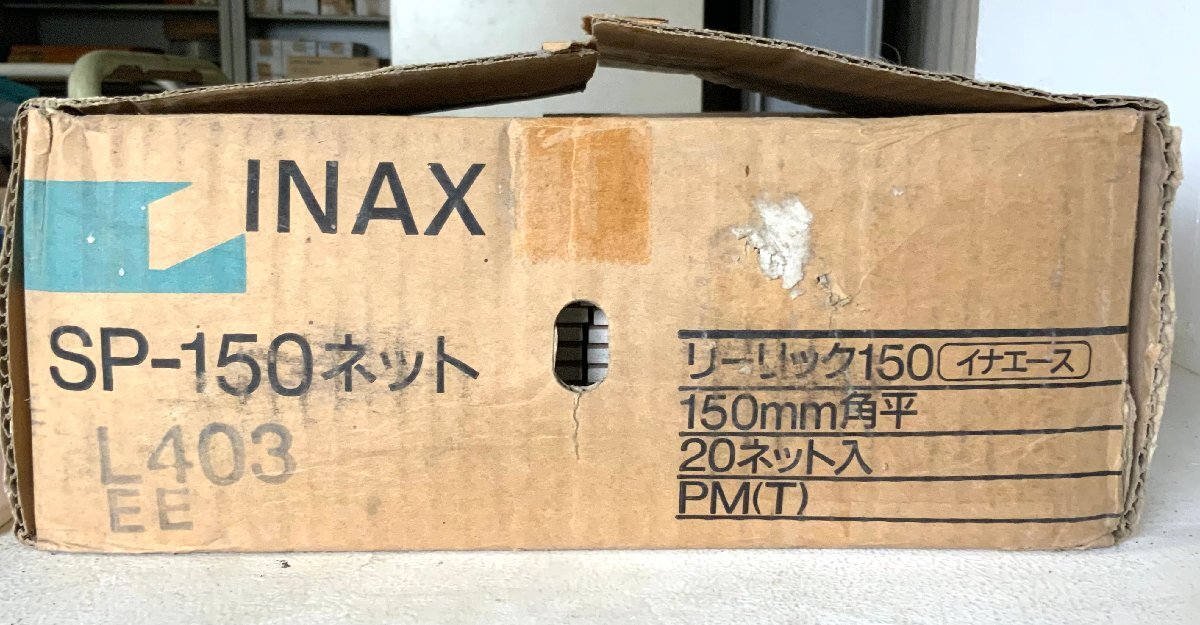 INAX
SP-150ネット
L403
EE
リーリック150 イナエース
150mm角平
20ネット入
PM(T)